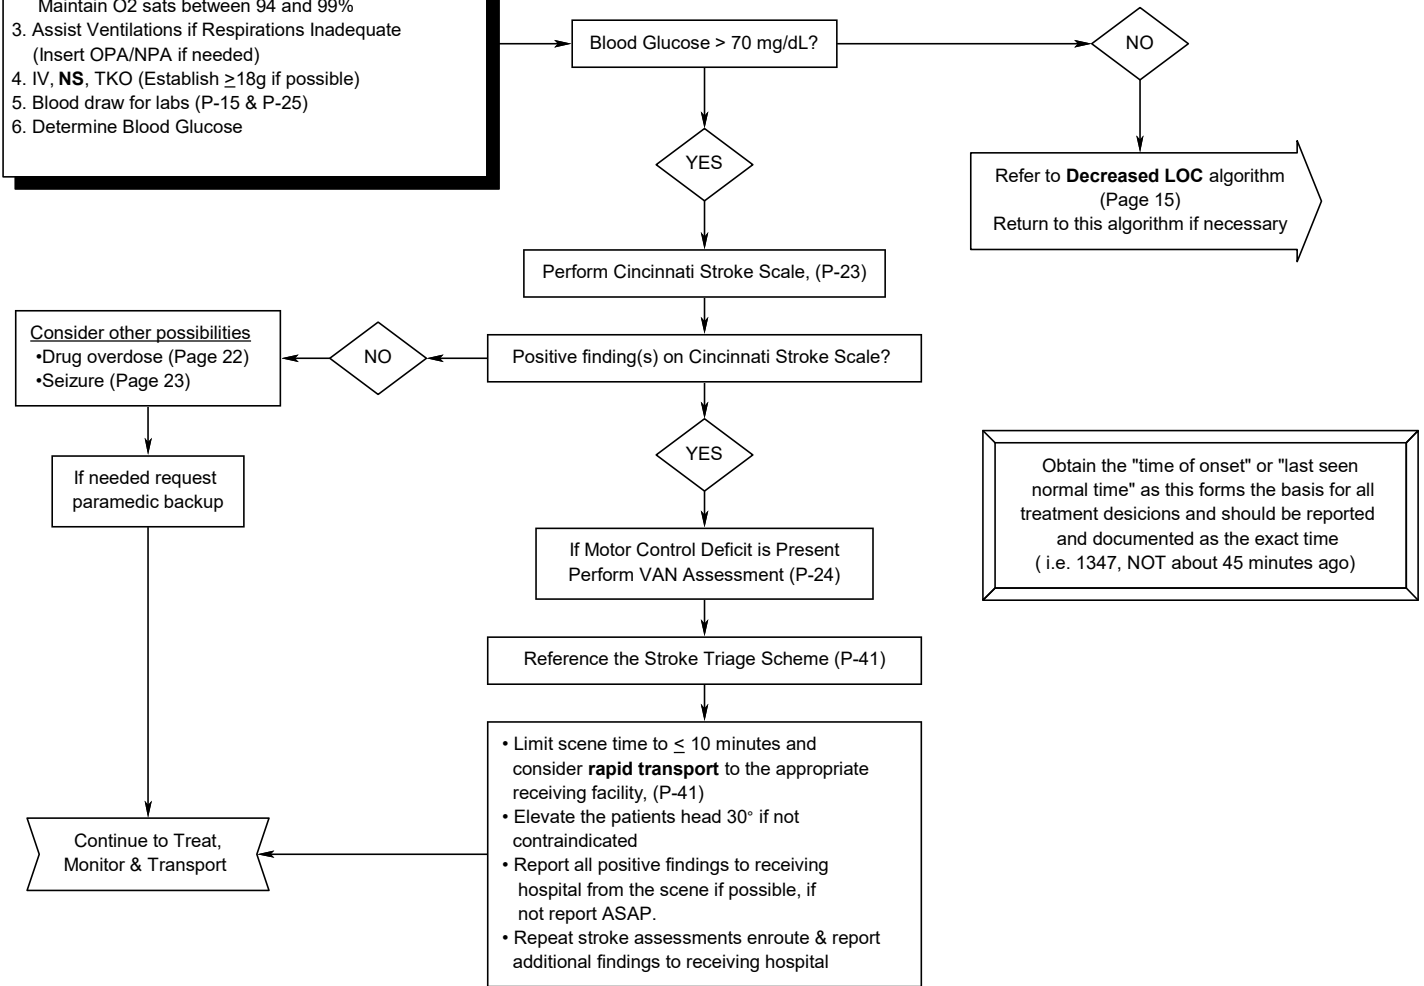 Maintain O2 sats between 94 and 99%
3. Assist Ventilations if Respirations Inadequate
(Insert OPA/NPA if needed)
4. IV, NS, TKO (Establish ≥18g if possible)
5. Blood draw for labs (P-15 & P-25)
6. Determine Blood Glucose
Blood Glucose > 70 mg/dL?
NO
YES
Refer to Decreased LOC algorithm
(Page 15)
Return to this algorithm if necessary
Perform Cincinnati Stroke Scale, (P-23)
Consider other possibilities
•Drug overdose (Page 22)
•Seizure (Page 23)
NO
Positive finding(s) on Cincinnati Stroke Scale?
YES
If needed request
paramedic backup
Obtain the "time of onset" or "last seen
normal time" as this forms the basis for all
treatment desicions and should be reported
and documented as the exact time
( i.e. 1347, NOT about 45 minutes ago)
If Motor Control Deficit is Present
Perform VAN Assessment (P-24)
Reference the Stroke Triage Scheme (P-41)
• Limit scene time to ≤ 10 minutes and
consider rapid transport to the appropriate
receiving facility, (P-41)
• Elevate the patients head 30° if not
contraindicated
• Report all positive findings to receiving
hospital from the scene if possible, if
not report ASAP.
• Repeat stroke assessments enroute & report
additional findings to receiving hospital
Continue to Treat,
Monitor & Transport